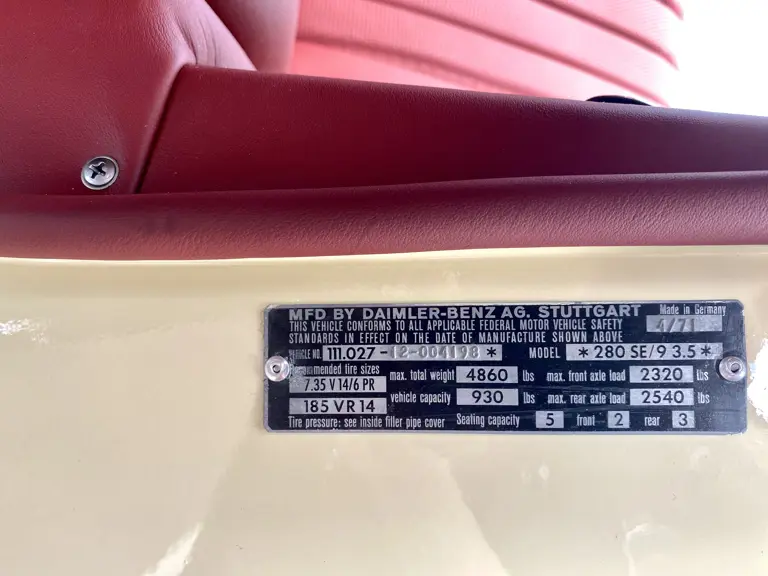 MFD BY DAIMLER-BENZ AG. STUTTGART Made in Germany
THIS VEHICLE CONFORMS TO ALL APPLICABLE FEDERAL MOTOR VEHICLE SAFETY 4/71
STANDARDS IN EFFECT ON THE DATE OF MANUFACTURE SHOWN ABOVE
VEHICLE NO. 111.027-12-004198 * MODEL * 280 SE/9 3.5 *
recommended tire sizes max. total weight 4860 lbs max. front axle load 2320 lbs
7.35 V 14/6 PR
185 VR 14 vehicle capacity 930 lbs max. rear axle load 2540 lbs
Tire pressure: see inside filler pipe cover Seating capacity 5 front 2 rear 3